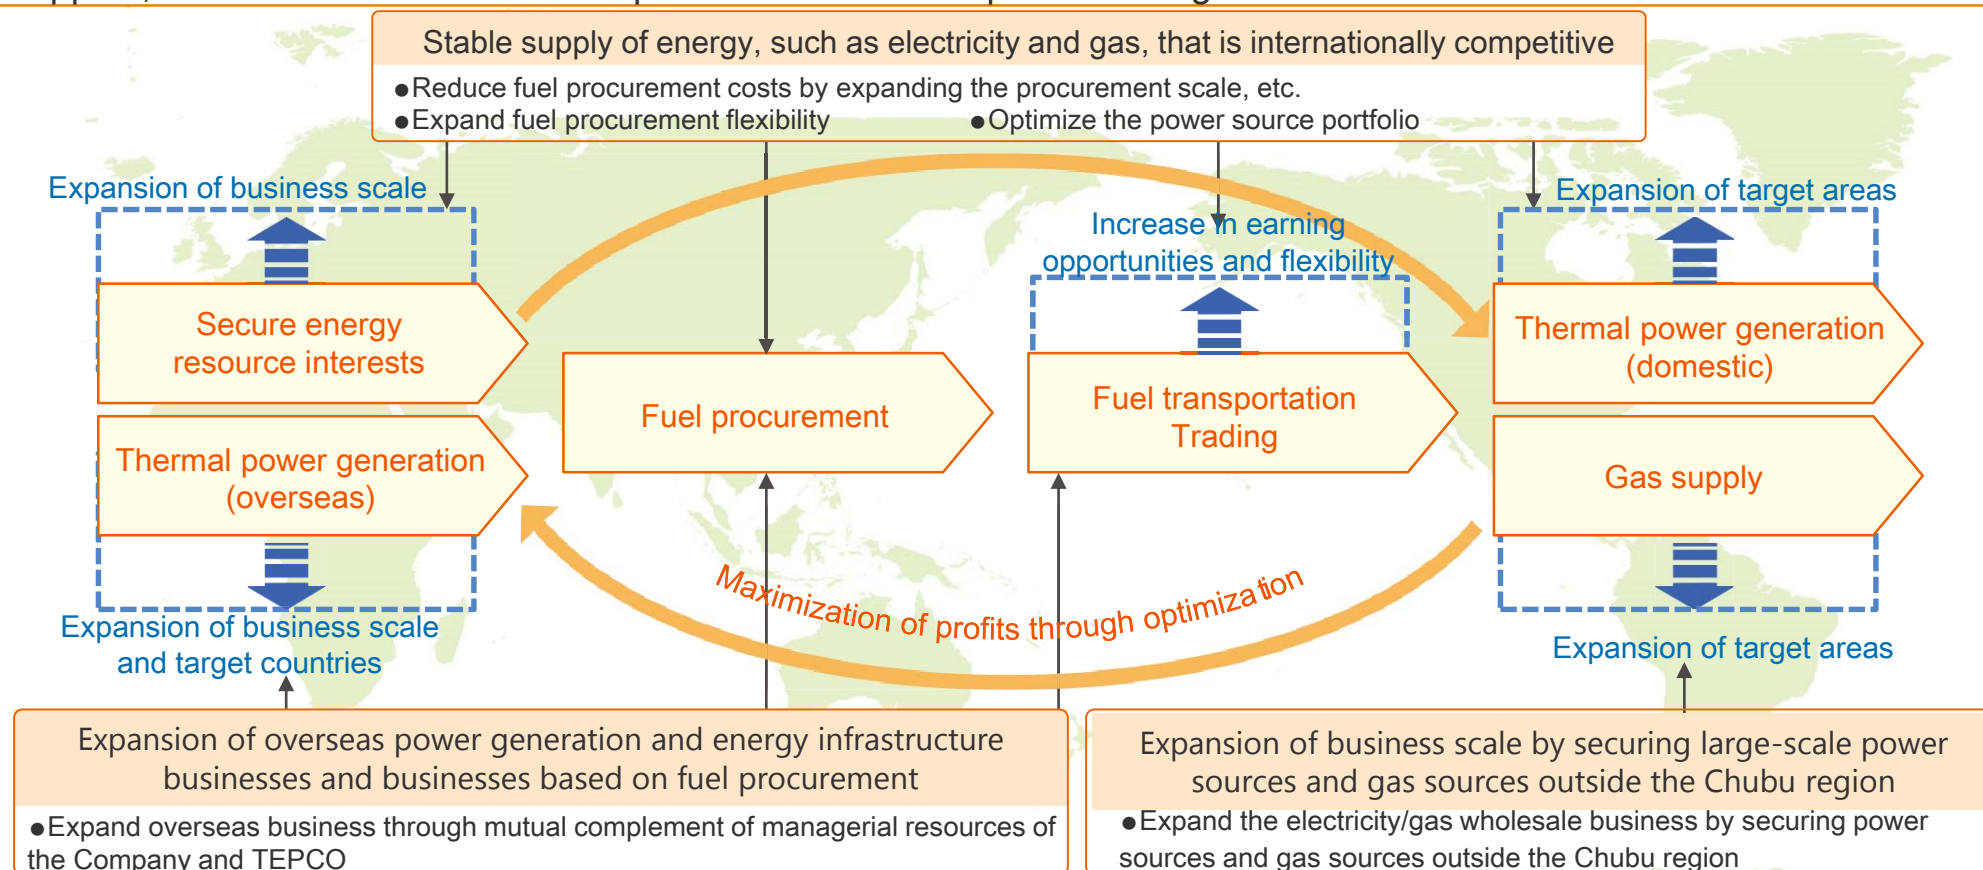 Stable supply of energy, such as electricity and gas, that is internationally competitive
●Reduce fuel procurement costs by expanding the procurement scale, etc.
●Expand fuel procurement flexibility ●Optimize the power source portfolio
Expansion of business scale
Expansion of target areas
Increase in earning
opportunities and flexibility
Secure energy
resource interests
Thermal power generation
(overseas)
Fuel procurement
Fuel transportation
Trading
Thermal power generation
(domestic)
Gas supply
Maximization of profits through optimization
Expansion of business scale
and target countries
Expansion of target areas
Expansion of overseas power generation and energy infrastructure
businesses and businesses based on fuel procurement
●Expand overseas business through mutual complement of managerial resources of
the Company and TEPCO
Expansion of business scale by securing large-scale power
sources and gas sources outside the Chubu region
●Expand the electricity/gas wholesale business by securing power
sources and gas sources outside the Chubu region